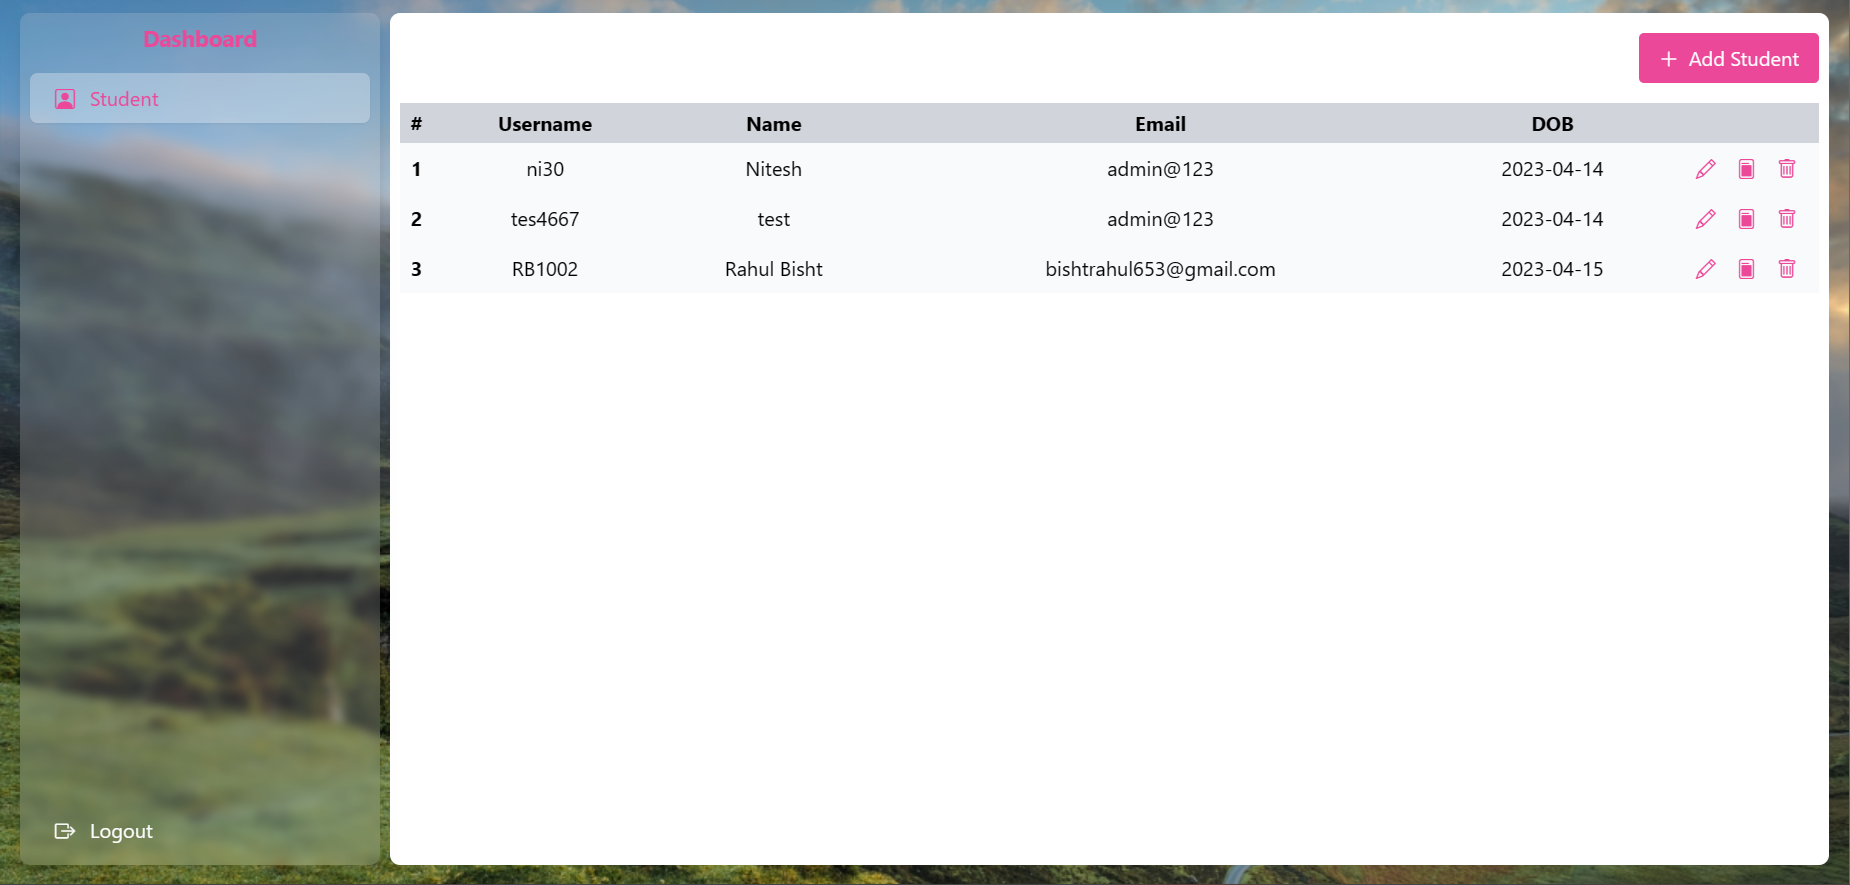 Dashboard
Student
Logout
Add Student
# Username Name Email DOB
1 ni30 Nitesh admin@123 2023-04-14
2 tes4667 test admin@123 2023-04-14
3 RB1002 Rahul Bisht bishtrahul653@gmail.com 2023-04-15